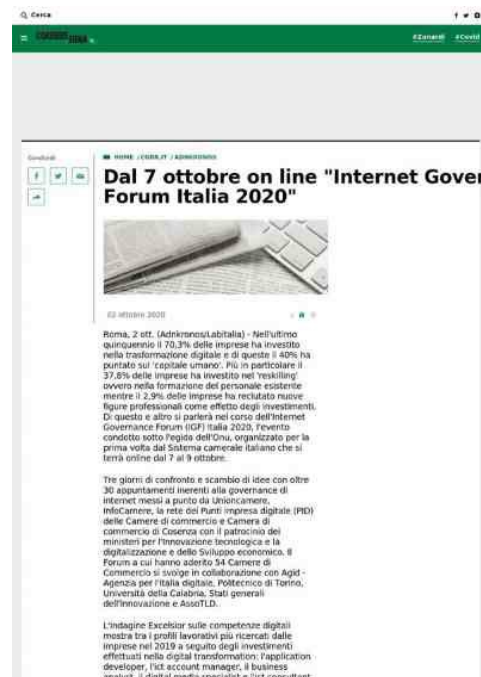 Cerca
CORRIERE
#Zanardi #Covid
Condividi
HOME / CORR.IT / ADNKRONOS
Dal 7 ottobre on line "Internet Gover
Forum Italia 2020"
02 ottobre 2020
Roma, 2 ott. (Adnkronos/Labitalia) - Nell'ultimo
quinquennio il 70,3% delle imprese ha investito
nella trasformazione digitale e di queste il 40% ha
puntato sul 'capitale umano'. Più in particolare il
37,8% delle imprese ha investito nel 'reskilling'
ovvero nella formazione del personale esistente
mentre il 2,9% delle imprese ha reclutato nuove
figure professionali come effetto degli investimenti.
Di questo e altro si parlerà nel corso dell'Internet
Governance Forum (IGF) Italia 2020, l'evento
condotto sotto l'egida dell'Onu, organizzato per la
prima volta dal Sistema camerale italiano che si
terrà online dal 7 al 9 ottobre.
Tre giorni di confronto e scambio di idee con oltre
30 appuntamenti inerenti alla governance di
internet messi a punto da Unioncamere,
InfoCamere, la rete dei Punti impresa digitale (PID)
delle Camere di commercio e Camera di
commercio di Cosenza con il patrocinio dei
ministeri per l'Innovazione tecnologica e la
digitalizzazione e dello Sviluppo economico. Il
Forum a cui hanno aderito 54 Camere di
Commercio si svolge in collaborazione con Agid -
Agenzia per l'Italia digitale, Politecnico di Torino,
Università della Calabria, Stati generali
dell'Innovazione e AssoTLD.
L'indagine Excelsior sulle competenze digitali
mostra tra i profili lavorativi più ricercati dalle
imprese nel 2019 a seguito degli investimenti
effettuati nella digital transformation: l'application
developer, l'ict account manager, il business
analyst, il digital media specialist e l'ict consultant